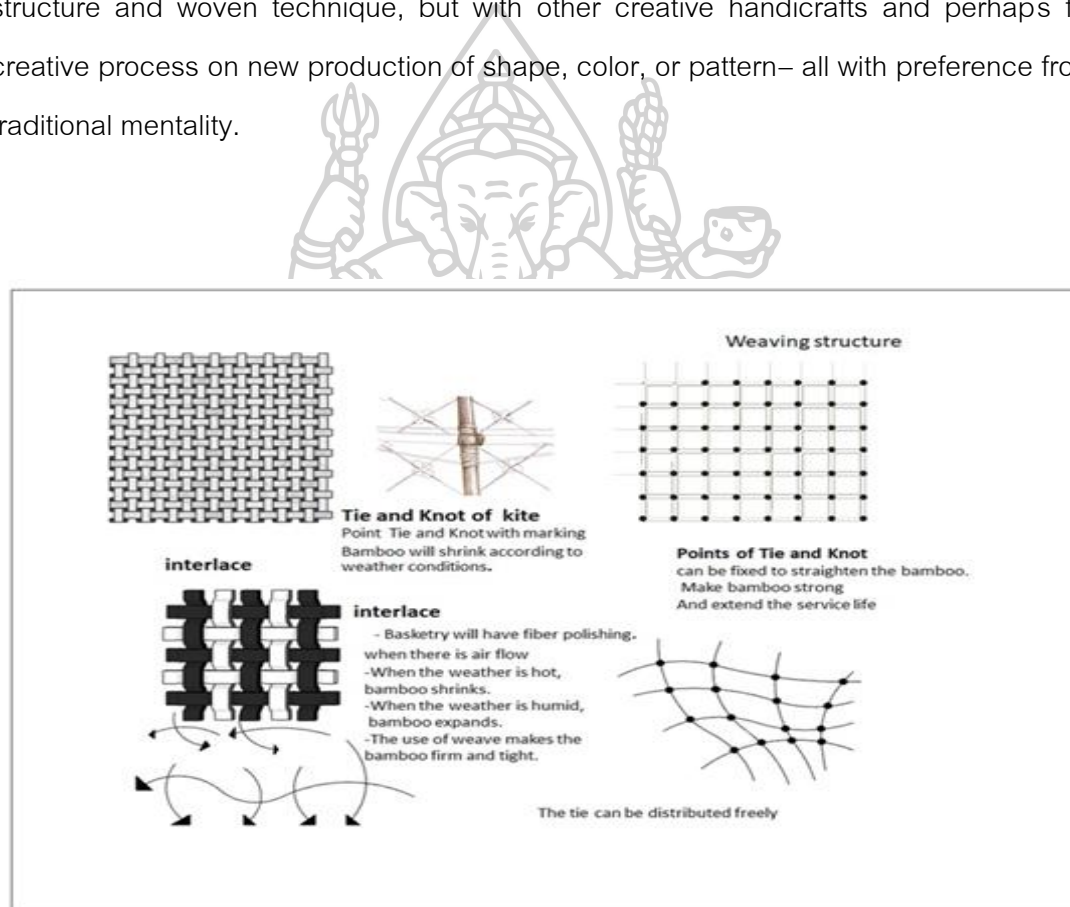 structure and woven technique, but with other creative handicrafts and perhaps
creative process on new production of shape, color, or pattern– all with preference
traditional mentality.
Weaving structure
Tie and Knot of kite
Point Tie and Knot with marking
Bamboo will shrink according to
weather conditions.
interlace
Points of Tie and Knot
can be fixed to straighten the bamboo.
Make bamboo strong
And extend the service life
interlace
- Basketry will have fiber polishing.
when there is air flow
-When the weather is hot,
bamboo shrinks.
-When the weather is humid,
bamboo expands.
-The use of weave makes the
bamboo firm and tight.
The tie can be distributed freely